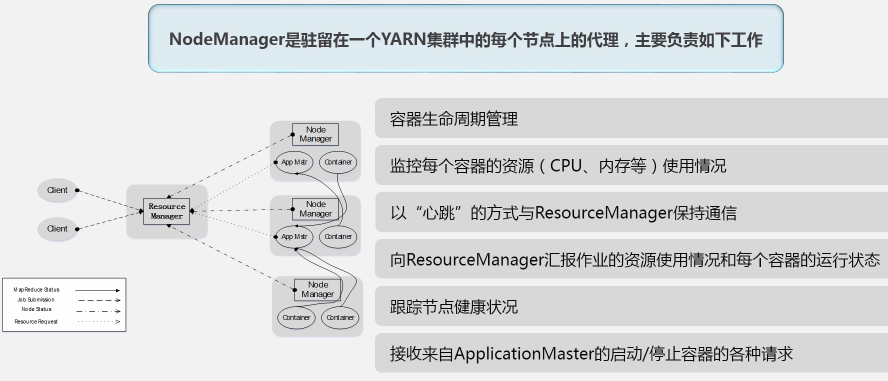 NodeManager是驻留在一个YARN集群中的每个节点上的代理，主要负责如下工作
容器生命周期管理
监控每个容器的资源（CPU、内存等）使用情况
以“心跳”的方式与ResourceManager保持通信
向ResourceManager汇报作业的资源使用情况和每个容器的运行状态
跟踪节点健康状况
接收来自ApplicationMaster的启动/停止容器的各种请求
Client
Client
Resource
Manager
Node
Manager
App Mstr
Container
Node
Manager
App Mstr
Container
Node
Manager
Container
Container
MapReduce Status
Job Submission
Node Status
Resource Request